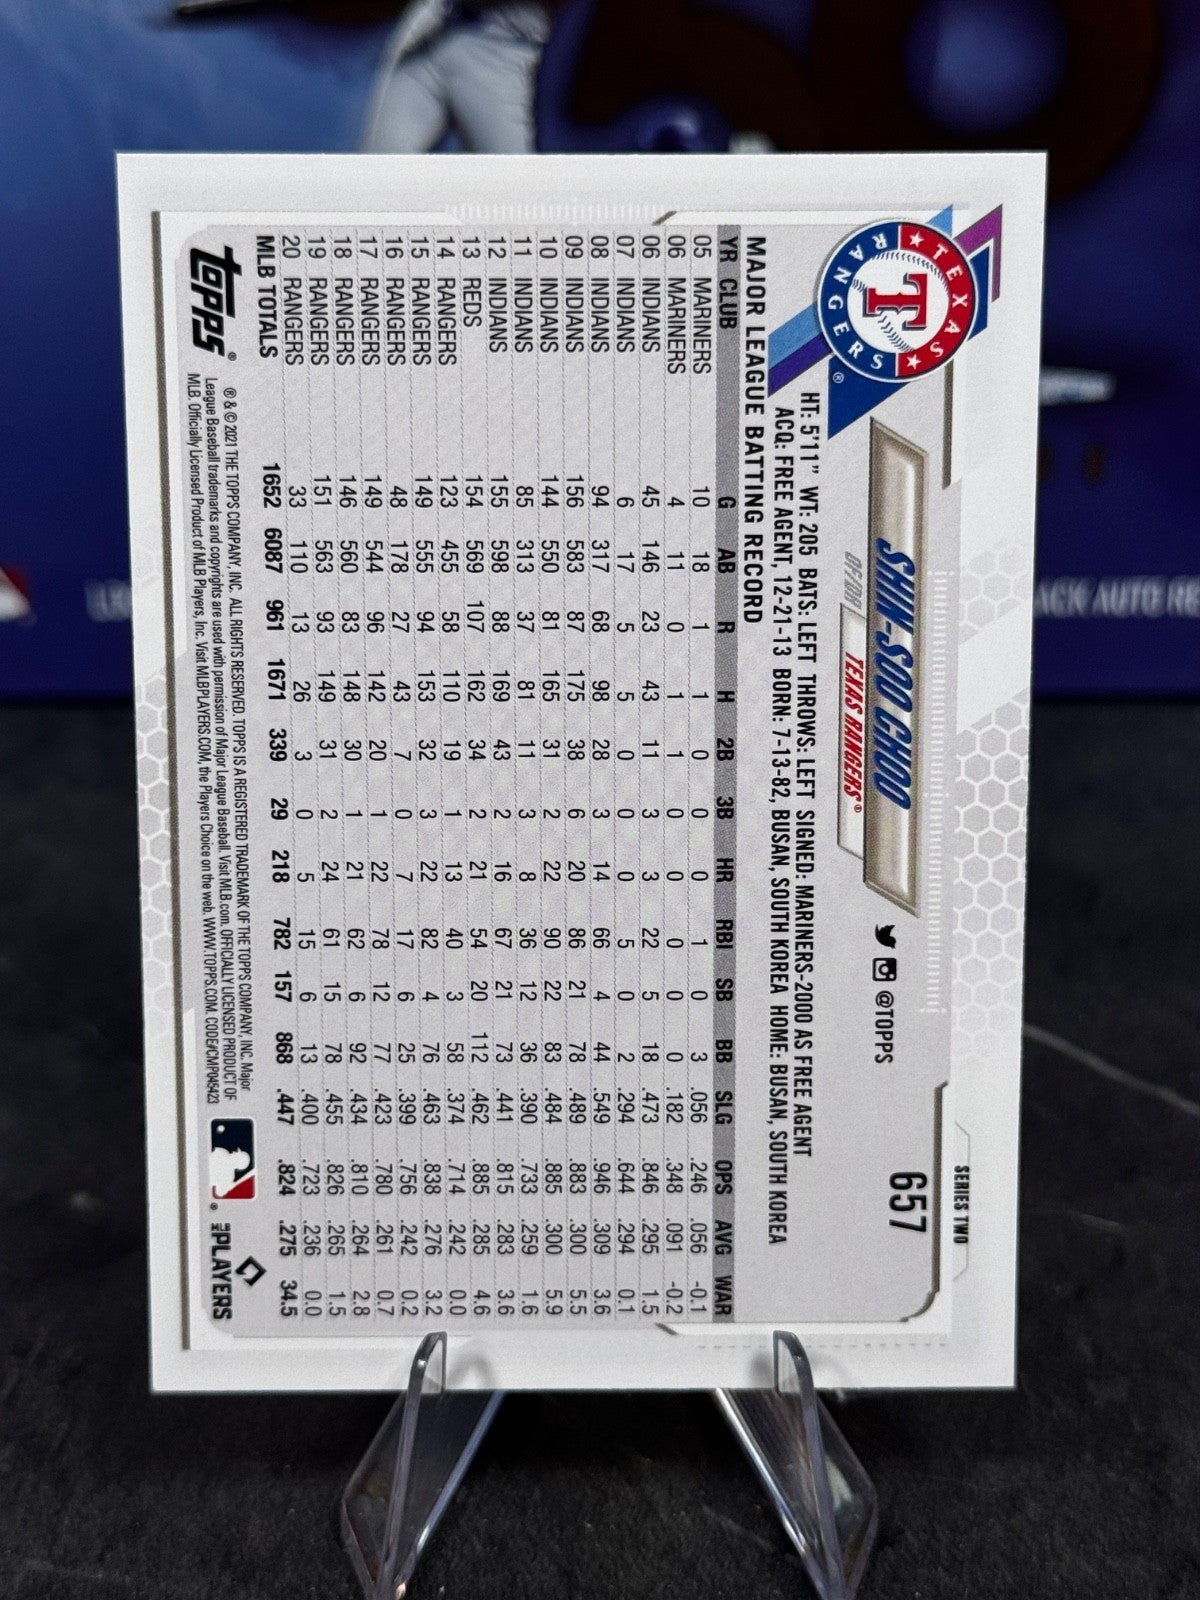 SERIES TWO
657
TEXAS RANGERS
T
®
SHIN-SOO CHOO
OF/DH
TEXAS RANGERS®
@TOPPS
HT: 5'11" WT: 205 BATS: LEFT THROWS: LEFT SIGNED: MARINERS-2000 AS FREE AGENT
ACQ: FREE AGENT, 12-21-13 BORN: 7-13-82, BUSAN, SOUTH KOREA HOME: BUSAN, SOUTH KOREA
MAJOR LEAGUE BATTING RECORD
YR CLUB G AB R H 2B 3B HR RBI SB BB SLG OPS AVG WAR
05 MARINERS 10 18 1 1 0 0 0 1 0 3 .056 .246 .056 -0.1
06 MARINERS 4 11 0 1 1 0 0 0 0 0 .182 .348 .091 -0.2
06 INDIANS 45 146 23 43 11 3 3 22 5 18 .473 .846 .295 1.5
07 INDIANS 6 17 5 5 0 0 0 5 0 2 .294 .644 .294 0.1
08 INDIANS 94 317 68 98 28 3 14 66 4 44 .549 .946 .309 3.6
09 INDIANS 156 583 87 175 38 6 20 86 21 78 .489 .883 .300 5.5
10 INDIANS 144 550 81 165 31 2 22 90 22 83 .484 .885 .300 5.9
11 INDIANS 85 313 37 81 11 3 8 36 12 36 .390 .733 .259 1.6
12 INDIANS 155 598 88 169 43 2 16 67 21 73 .441 .815 .283 3.6
13 REDS 154 569 107 162 34 2 21 54 20 112 .462 .885 .285 4.6
14 RANGERS 123 455 58 110 19 1 13 40 3 58 .374 .714 .242 0.0
15 RANGERS 149 555 94 153 32 3 22 82 4 76 .463 .838 .276 3.2
16 RANGERS 48 178 27 43 7 0 7 17 6 25 .399 .756 .242 0.2
17 RANGERS 149 544 96 142 20 1 22 78 12 77 .423 .780 .261 0.7
18 RANGERS 146 560 83 148 30 1 21 62 6 92 .434 .810 .264 2.8
19 RANGERS 151 563 93 149 31 2 24 61 15 78 .455 .826 .265 1.5
20 RANGERS 33 110 13 26 3 0 5 15 6 13 .400 .723 .236 0.0
MLB TOTALS 1652 6087 961 1671 339 29 218 782 157 868 .447 .824 .275 34.5
topps®
® & © 2021 THE TOPPS COMPANY, INC. ALL RIGHTS RESERVED. TOPPS IS A REGISTERED TRADEMARK OF THE TOPPS COMPANY, INC. Major
League Baseball trademarks and copyrights are used with permission of Major League Baseball. Visit MLB.com. OFFICIALLY LICENSED PRODUCT OF
MLB. Officially Licensed Product of MLB Players, Inc. Visit MLBPLAYERS.COM, the Players Choice on the web. WWW.TOPPS.COM. CODE#CMP045423
MLB PLAYERS
ACK AUTO RE